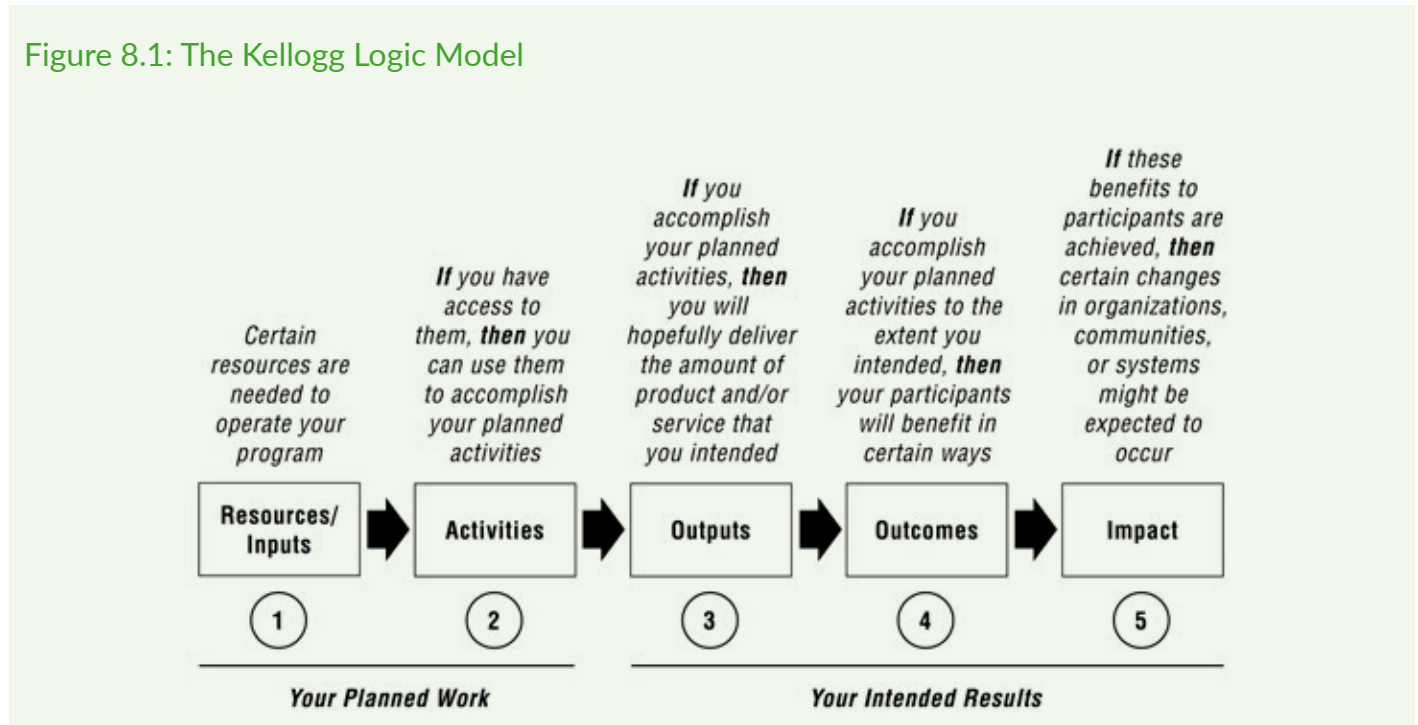 Figure 8.1: The Kellogg Logic Model
Certain
resources are
needed to
operate your
program
If you have
access to
them, then you
can use them
to accomplish
your planned
activities
If you
accomplish
your planned
activities, then
you will
hopefully deliver
the amount of
product and/or
service that
you intended
If you
accomplish
your planned
activities to the
extent you
intended, then
your participants
will benefit in
certain ways
If these
benefits to
participants are
achieved, then
certain changes
in organizations,
communities,
or systems
might be
expected to
occur
Resources/
Inputs
Activities
Outputs
Outcomes
Impact
1
2
3
4
5
Your Planned Work
Your Intended Results